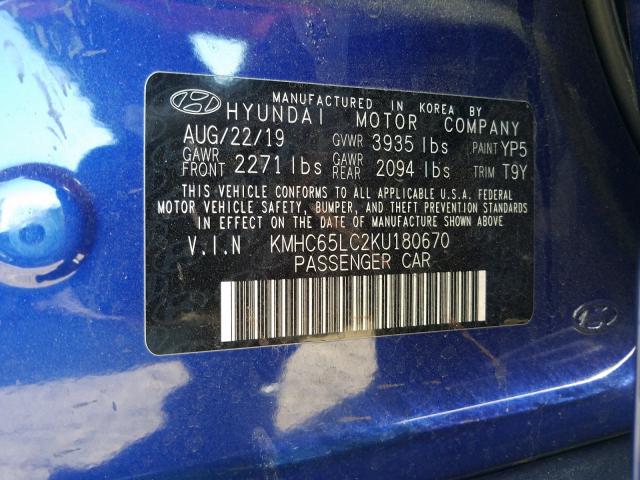 MANUFACTURED IN KOREA BY
HYUNDAI MOTOR COMPANY
AUG/22/19 GVWR 3935 lbs PAINT YP5
GAWR FRONT 2271 lbs GAWR REAR 2094 lbs TRIM T9Y
THIS VEHICLE CONFORMS TO ALL APPLICABLE U.S.A. FEDERAL
MOTOR VEHICLE SAFETY, BUMPER, AND THEFT PREVENTION STANDARDS
IN EFFECT ON THE DATE OF MANUFACTURE SHOWN ABOVE
V.I.N KMHC65LC2KU180670
PASSENGER CAR